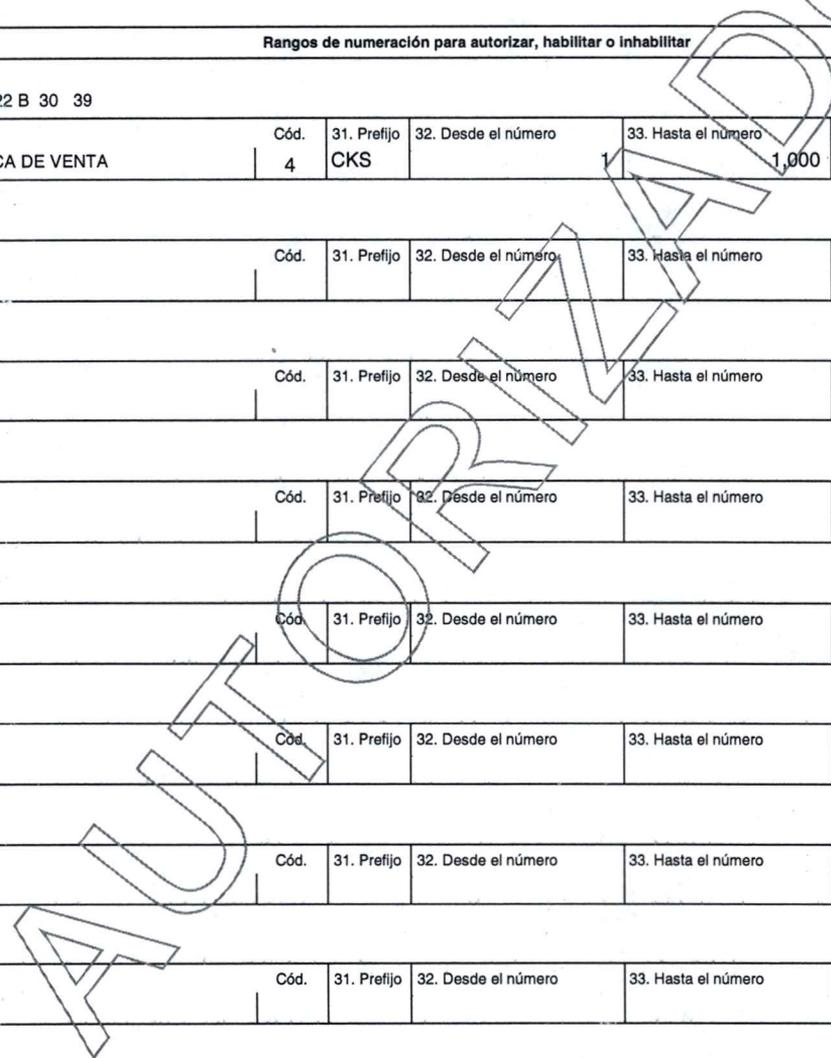 Rangos de numeración para autorizar, habilitar o inhabilitar
22 B 30 39
Cód. 31. Prefijo 32. Desde el número 33. Hasta el número
CA DE VENTA 4 CKS 1 1,000
Cód. 31. Prefijo 32. Desde el número 33. Hasta el número
Cód. 31. Prefijo 32. Desde el número 33. Hasta el número
Cód. 31. Prefijo 32. Desde el número 33. Hasta el número
Cód. 31. Prefijo 32. Desde el número 33. Hasta el número
Cód. 31. Prefijo 32. Desde el número 33. Hasta el número
Cód. 31. Prefijo 32. Desde el número 33. Hasta el número
Cód. 31. Prefijo 32. Desde el número 33. Hasta el número
AUTORIZADO